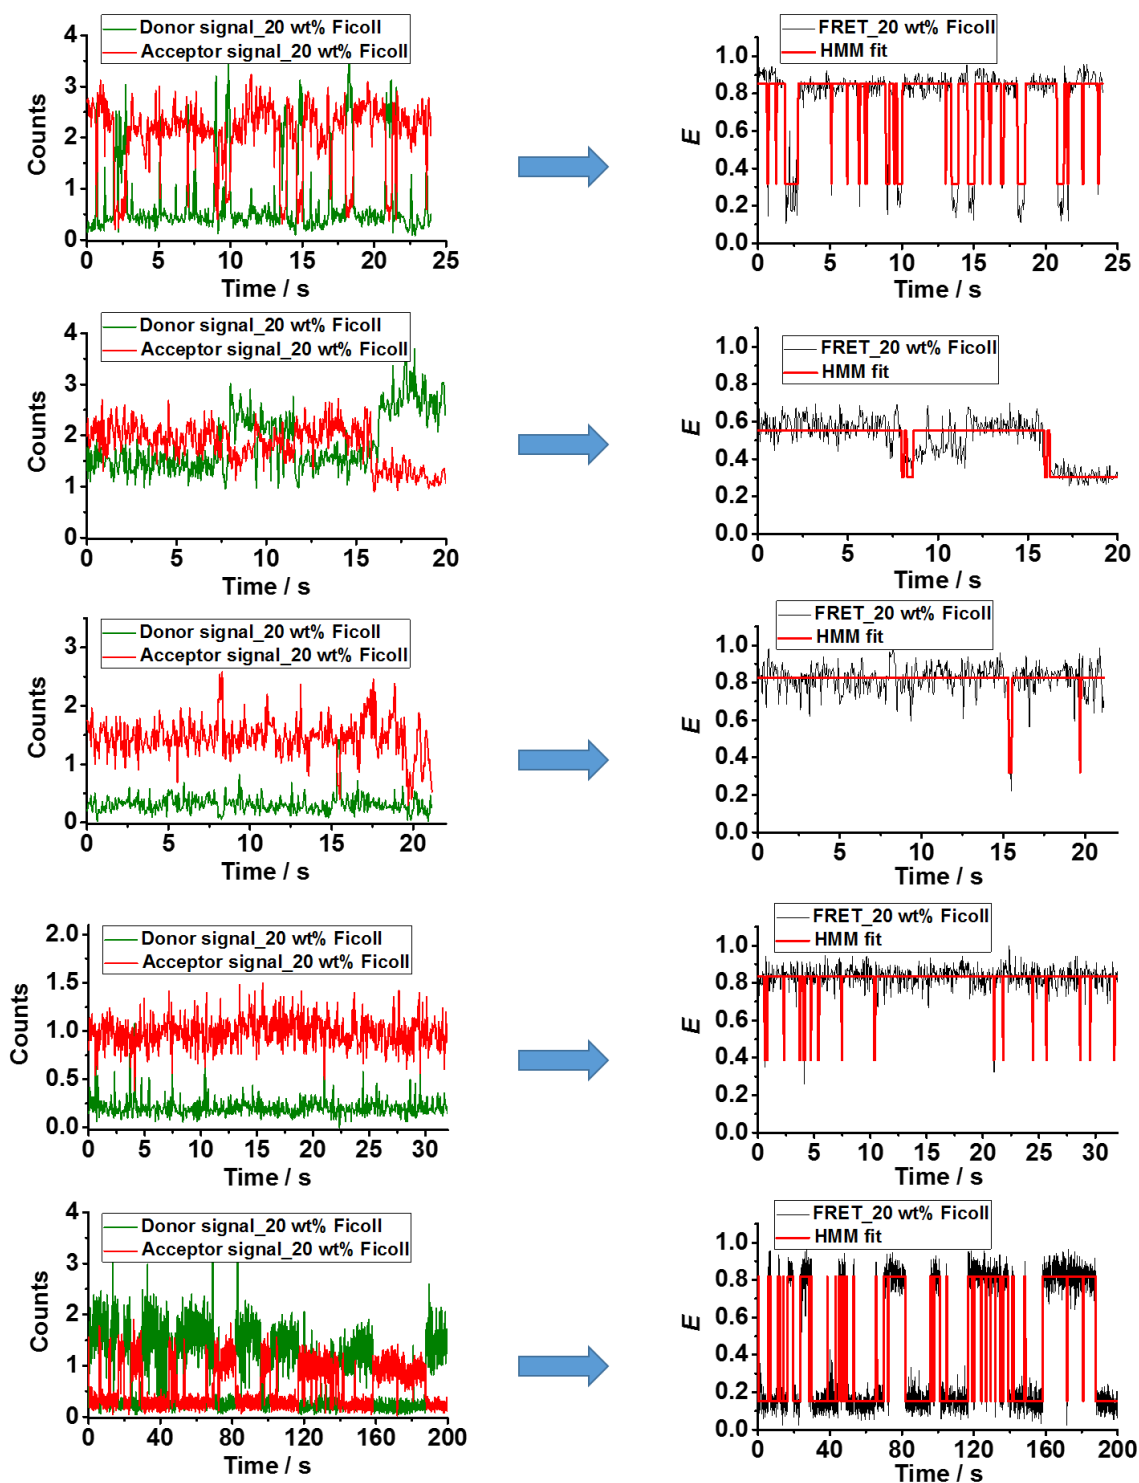 Donor signal_20 wt% Ficoll
Acceptor signal_20 wt% Ficoll
Counts
4
3
2
1
0
0 5 10 15 20 25
Time / s
FRET_20 wt% Ficoll
HMM fit
E
1.0
0.8
0.6
0.4
0.2
0.0
0 5 10 15 20 25
Time / s
Donor signal_20 wt% Ficoll
Acceptor signal_20 wt% Ficoll
Counts
4
3
2
1
0
0 5 10 15 20
Time / s
FRET_20 wt% Ficoll
HMM fit
E
1.0
0.8
0.6
0.4
0.2
0.0
0 5 10 15 20
Time / s
Donor signal_20 wt% Ficoll
Acceptor signal_20 wt% Ficoll
Counts
3
2
1
0
0 5 10 15 20
Time / s
FRET_20 wt% Ficoll
HMM fit
E
1.0
0.8
0.6
0.4
0.2
0.0
0 5 10 15 20
Time / s
Donor signal_20 wt% Ficoll
Acceptor signal_20 wt% Ficoll
Counts
2.0
1.5
1.0
0.5
0.0
0 5 10 15 20 25 30
Time / s
FRET_20 wt% Ficoll
HMM fit
E
1.0
0.8
0.6
0.4
0.2
0.0
0 5 10 15 20 25 30
Time / s
Donor signal_20 wt% Ficoll
Acceptor signal_20 wt% Ficoll
Counts
4
3
2
1
0
0 40 80 120 160 200
Time / s
FRET_20 wt% Ficoll
HMM fit
E
1.0
0.8
0.6
0.4
0.2
0.0
0 40 80 120 160 200
Time / s